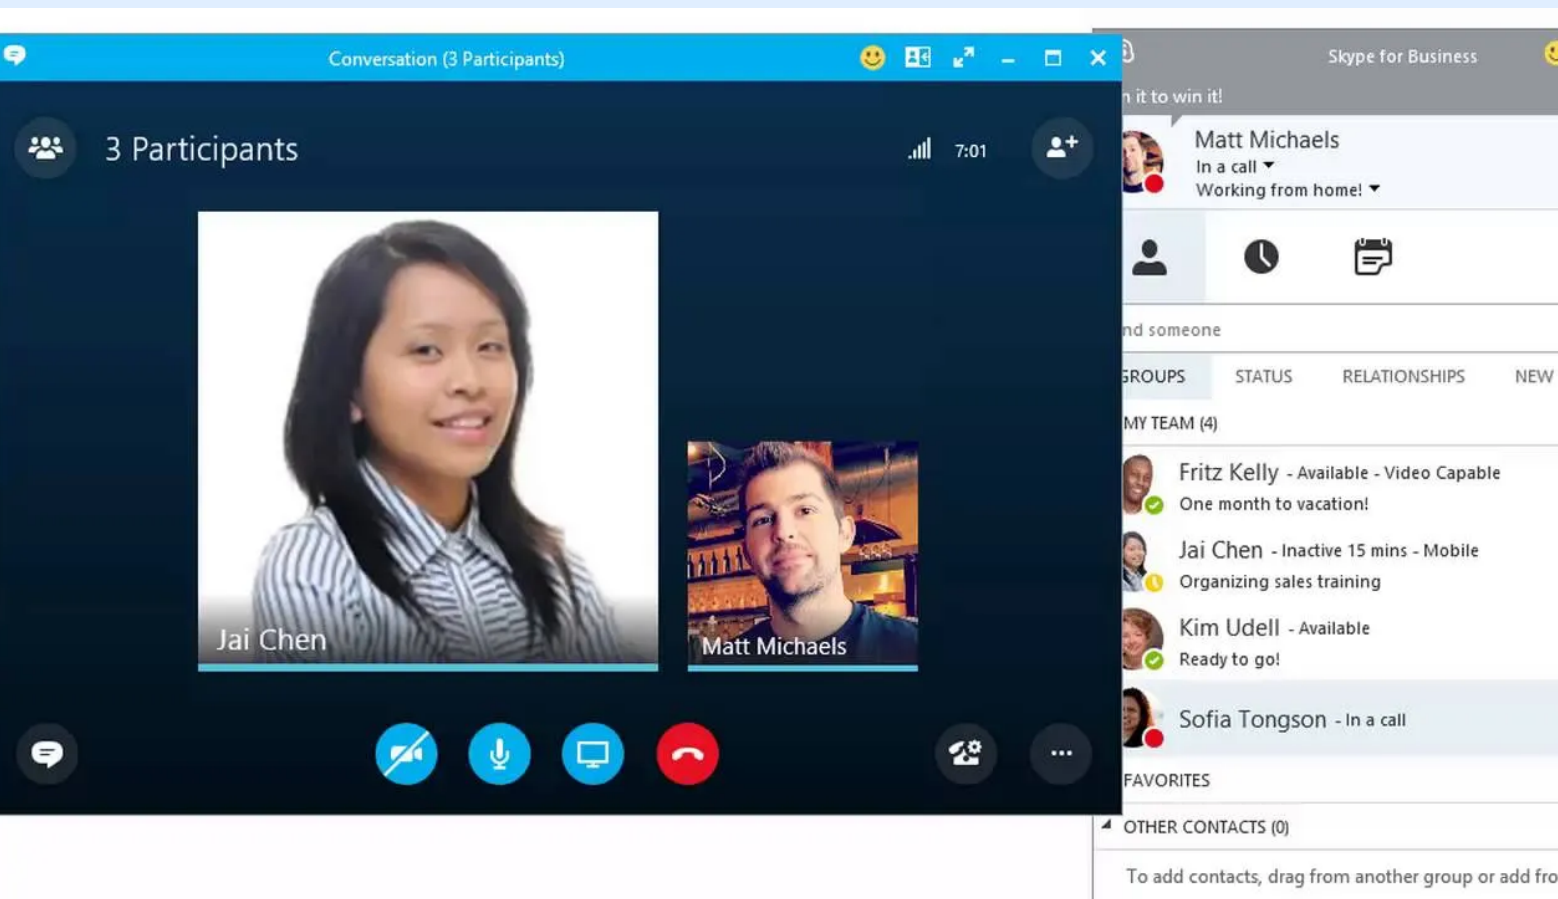 Conversation (3 Participants)
3 Participants
7:01
Jai Chen
Matt Michaels
Skype for Business
it to win it!
Matt Michaels
In a call
Working from home!
someone
GROUPS STATUS RELATIONSHIPS NEW
MY TEAM (4)
Fritz Kelly - Available - Video Capable
One month to vacation!
Jai Chen - Inactive 15 mins - Mobile
Organizing sales training
Kim Udell - Available
Ready to go!
Sofia Tongson - In a call
FAVORITES
OTHER CONTACTS (0)
To add contacts, drag from another group or add fro